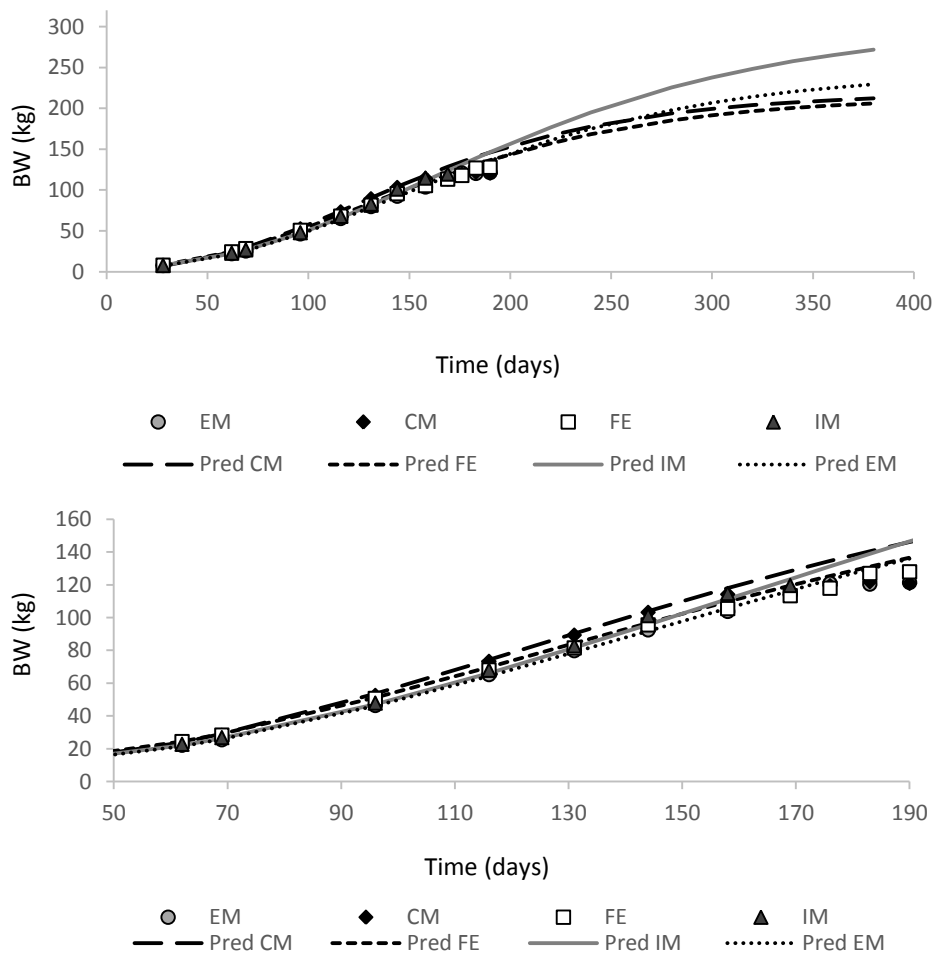 300
250
200
150
100
50
0
BW (kg)
0 50 100 150 200 250 300 350 400
Time (days)
EM CM FE IM
Pred CM Pred FE Pred IM Pred EM
160
140
120
100
80
60
40
20
0
BW (kg)
50 70 90 110 130 150 170 190
Time (days)
EM CM FE IM
Pred CM Pred FE Pred IM Pred EM